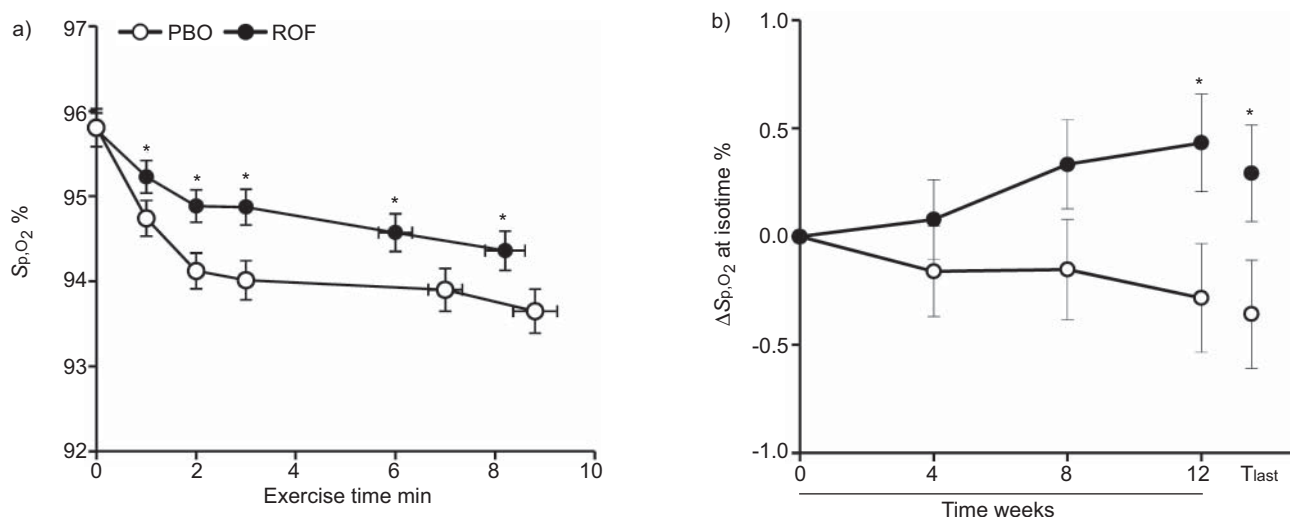 a)
PBO ROF
97
96
95
94
93
92
Sp,O2 %
* * * * *
0 2 4 6 8 10
Exercise time min
b)
1.0
0.5
0.0
-0.5
-1.0
ΔSp,O2 at isotime %
* *
0 4 8 12 Tlast
Time weeks